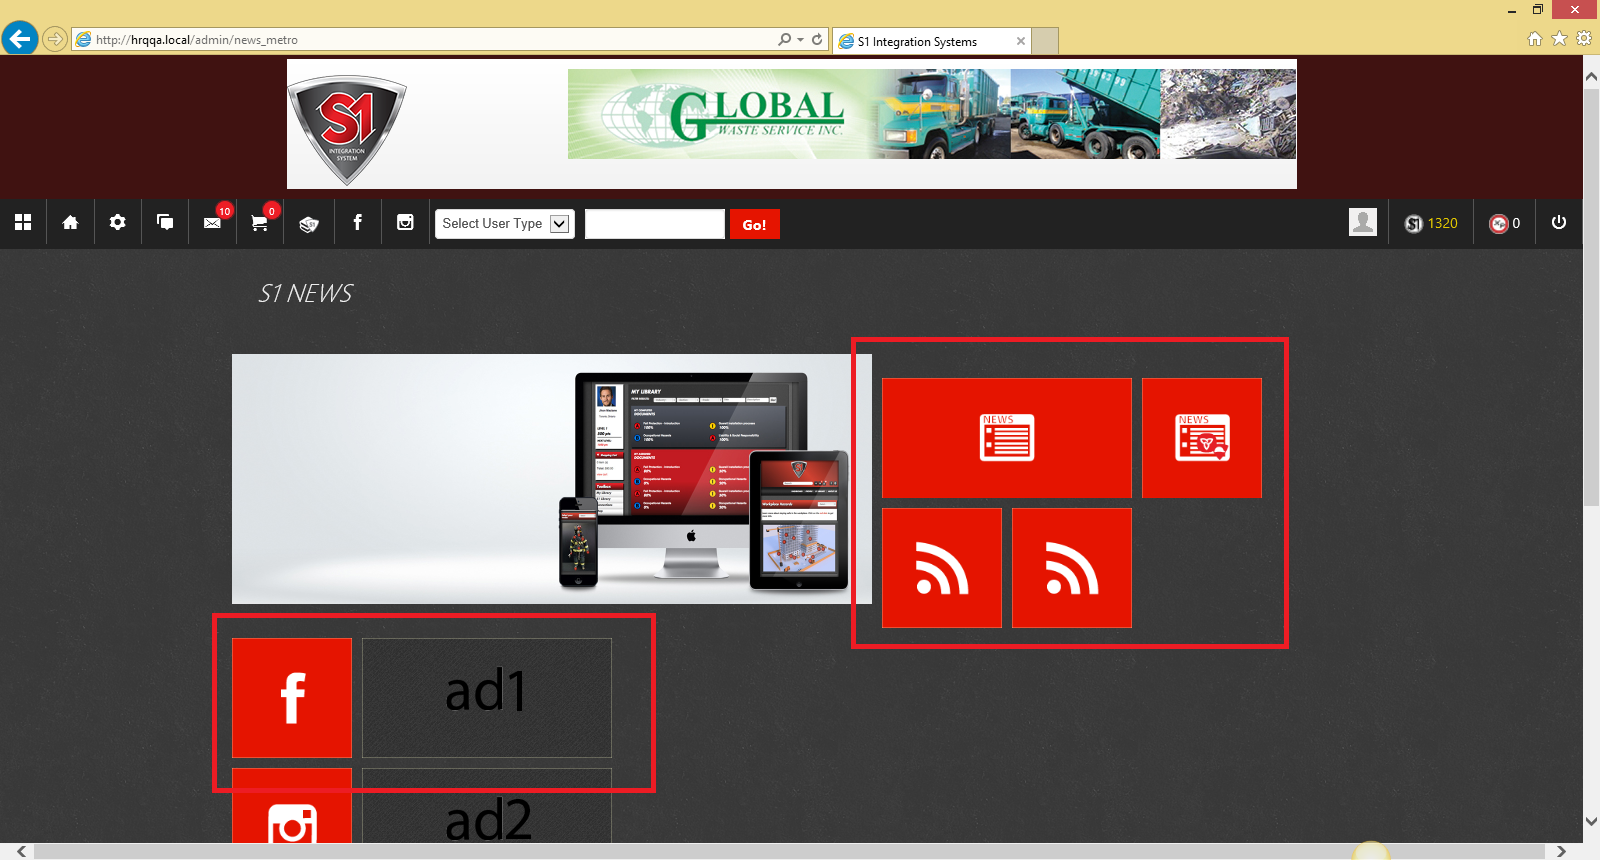 http://hrqqa.local/admin/news_metro
S1 Integration Systems
S1
INTEGRATION
SYSTEM
GLOBAL
WASTE SERVICE INC.
10
0
Select User Type
Go!
S1 1320
0
S1 NEWS
MY LIBRARY
NEWS
NEWS
ad1
ad2